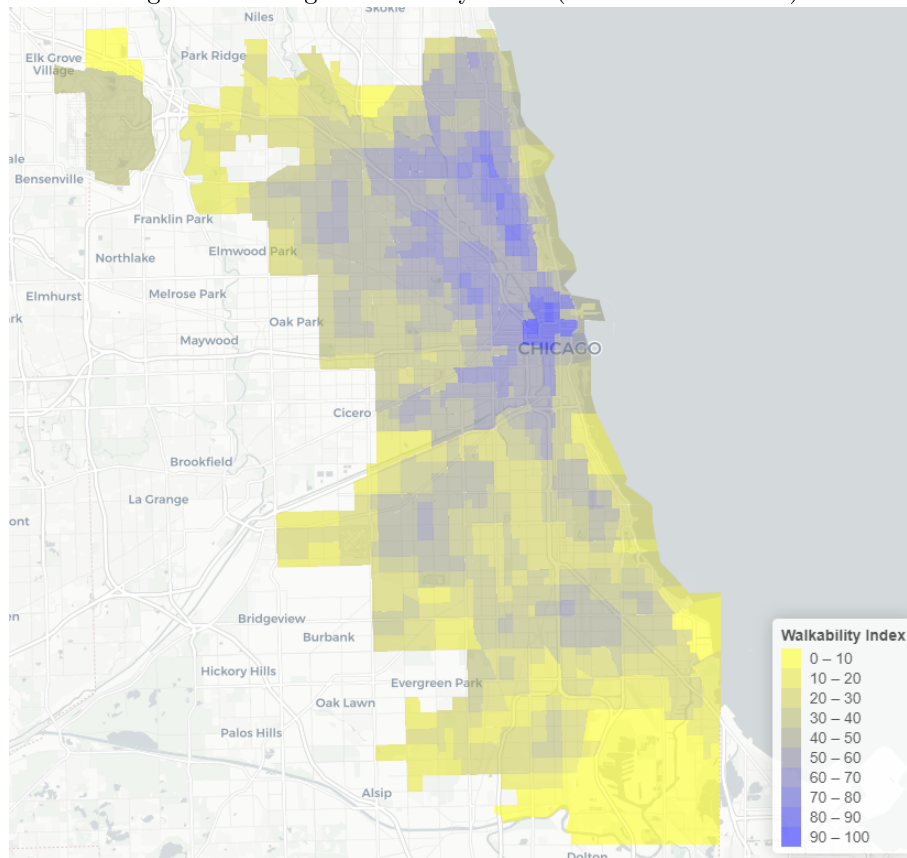 Skokie
Niles
Park Ridge
Elk Grove
Village
Bensenville
Franklin Park
Northlake
Elmwood Park
Elmhurst
Melrose Park
Oak Park
Maywood
CHICAGO
Cicero
Brookfield
La Grange
Bridgeview
Burbank
Hickory Hills
Evergreen Park
Oak Lawn
Palos Hills
Alsip
Dolton
Walkability Index
0 – 10
10 – 20
20 – 30
30 – 40
40 – 50
50 – 60
60 – 70
70 – 80
80 – 90
90 – 100